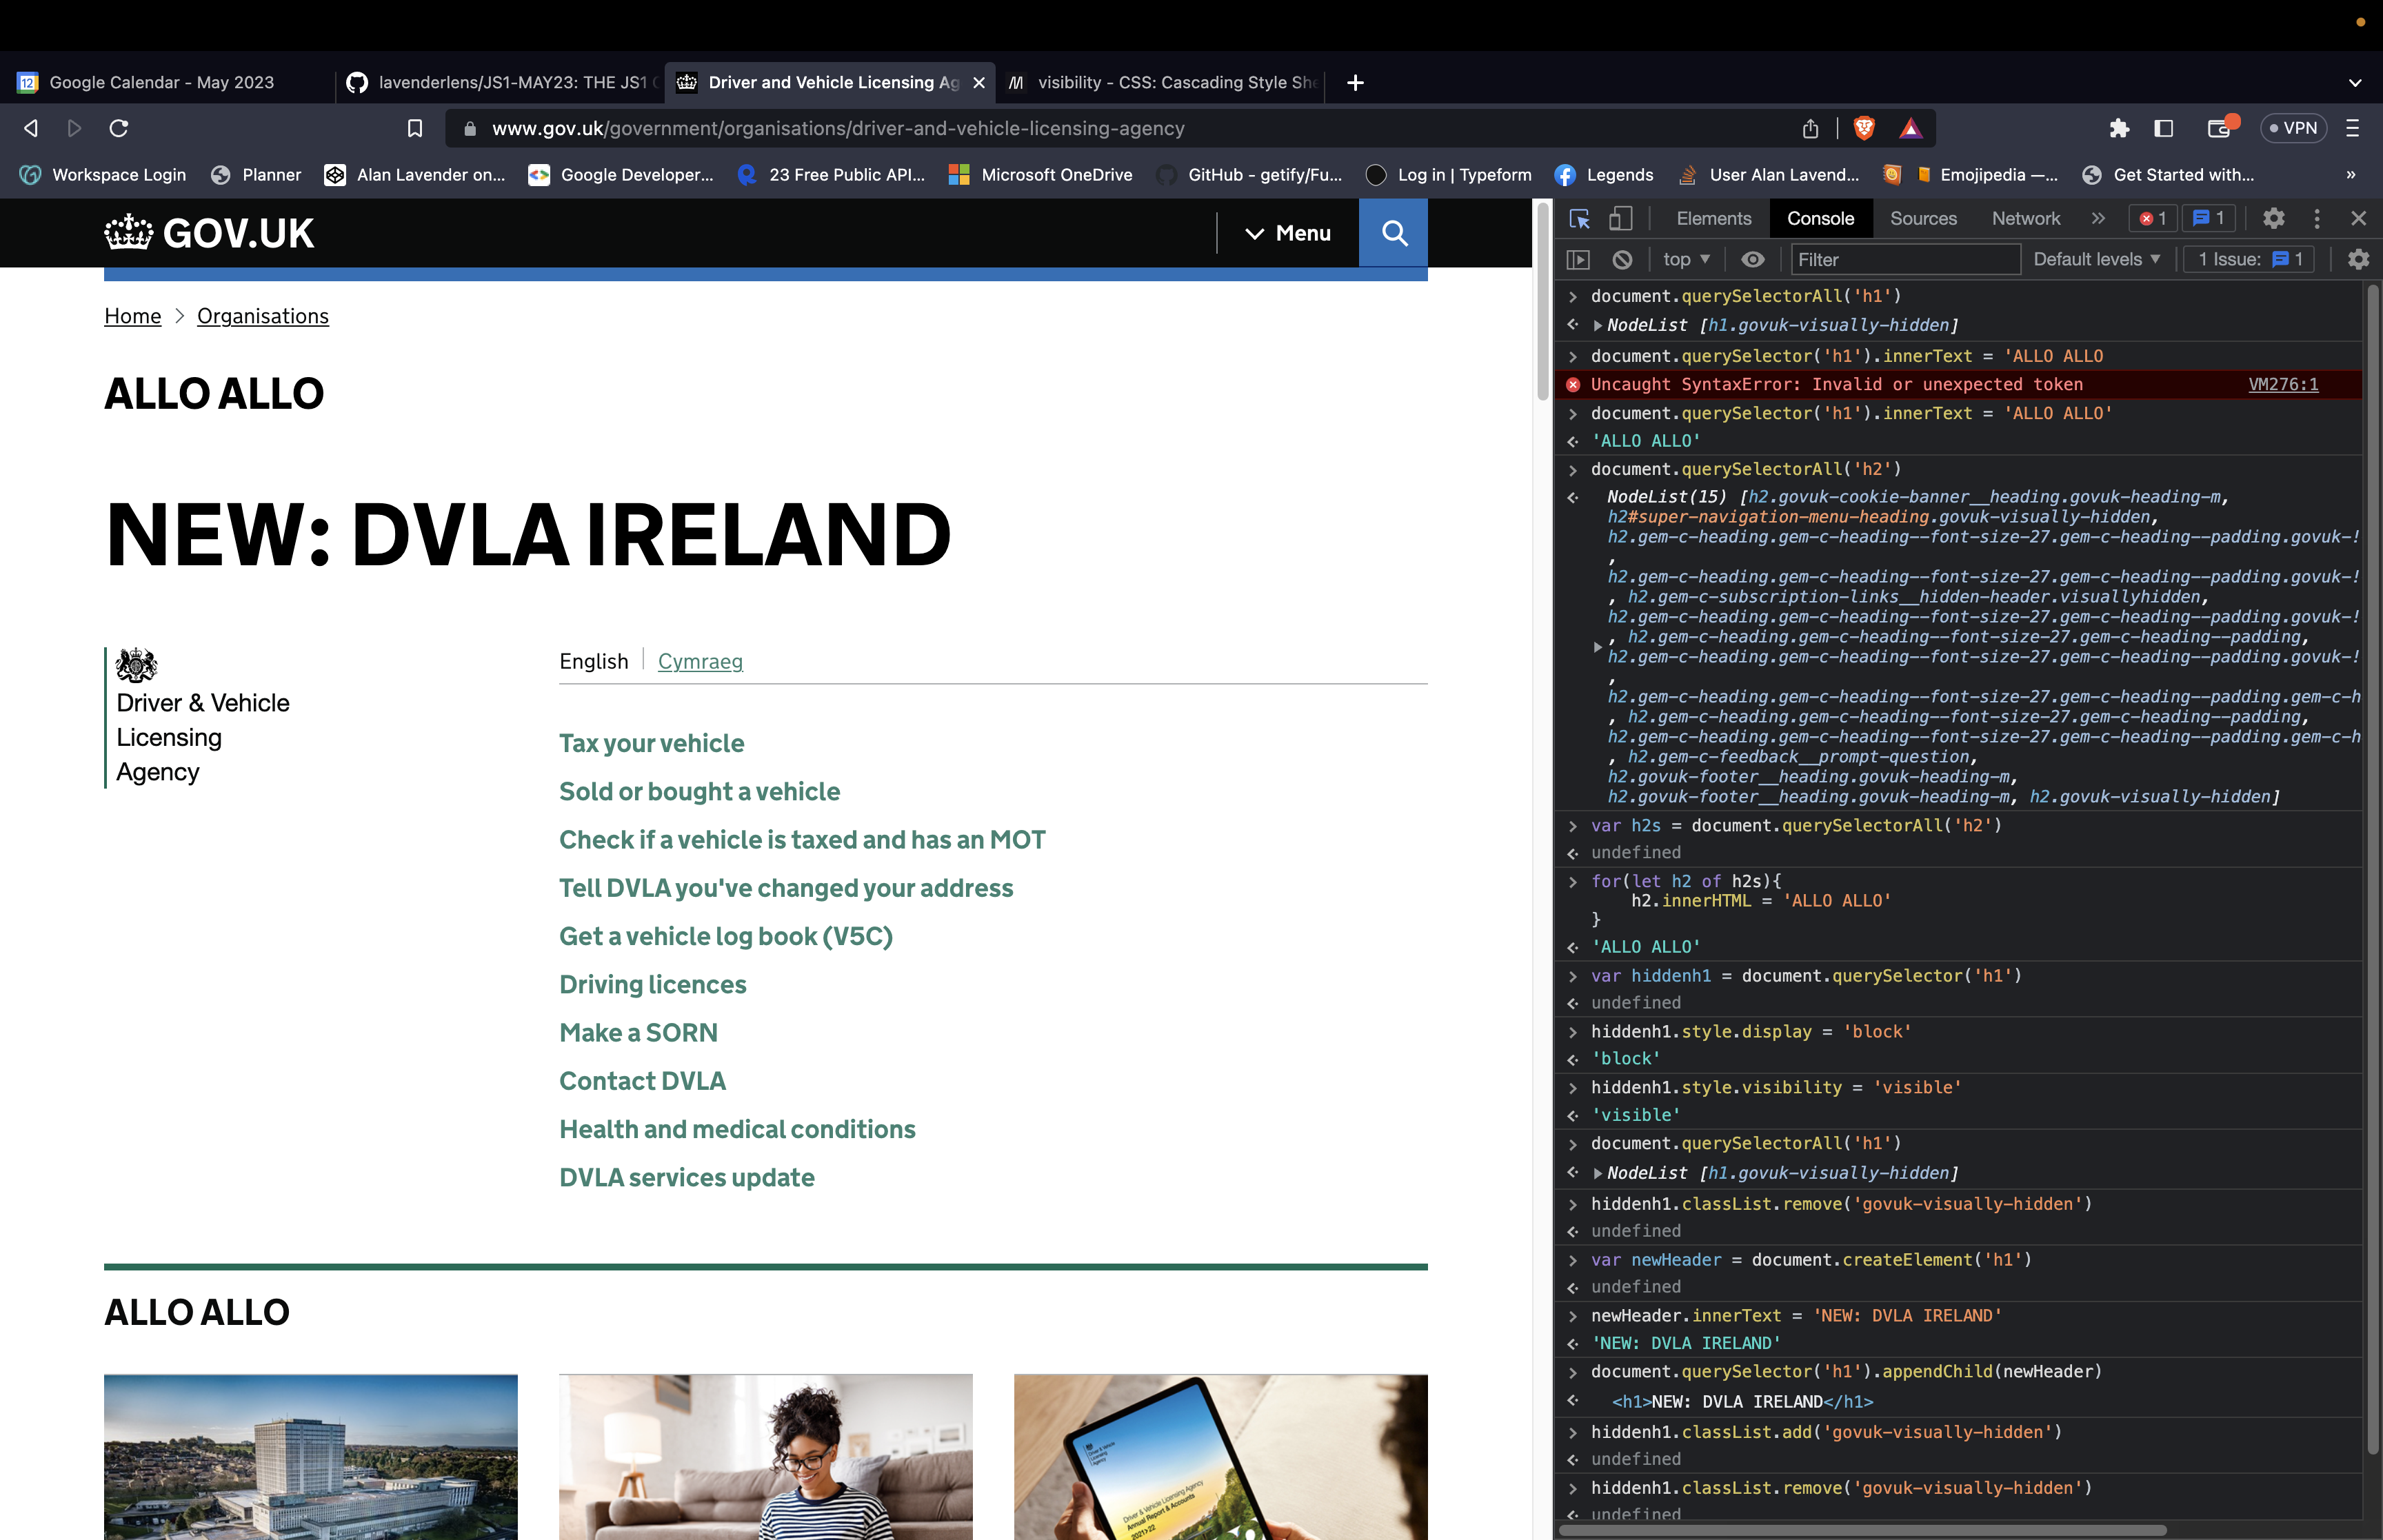 12 Google Calendar - May 2023
lavenderlens/JS1-MAY23: THE JS1
Driver and Vehicle Licensing Ag
visibility - CSS: Cascading Style She
www.gov.uk/government/organisations/driver-and-vehicle-licensing-agency
VPN
Workspace Login
Planner
Alan Lavender on...
Google Developer...
23 Free Public API...
Microsoft OneDrive
GitHub - getify/Fu...
Log in | Typeform
Legends
User Alan Lavend...
Emojipedia —...
Get Started with...
»
GOV.UK
Menu
Home
Organisations
ALLO ALLO
NEW: DVLA IRELAND
Driver & Vehicle
Licensing
Agency
English
Cymraeg
Tax your vehicle
Sold or bought a vehicle
Check if a vehicle is taxed and has an MOT
Tell DVLA you've changed your address
Get a vehicle log book (V5C)
Driving licences
Make a SORN
Contact DVLA
Health and medical conditions
DVLA services update
ALLO ALLO
Driver & Vehicle Licensing Agency
Annual Report & Accounts
2021>22
Elements Console Sources Network » 1 1
top Filter Default levels 1 Issue: 1
document.querySelectorAll('h1')
NodeList [h1.govuk-visually-hidden]
document.querySelector('h1').innerText = 'ALLO ALLO
Uncaught SyntaxError: Invalid or unexpected token VM276:1
document.querySelector('h1').innerText = 'ALLO ALLO'
'ALLO ALLO'
document.querySelectorAll('h2')
NodeList(15) [h2.govuk-cookie-banner__heading.govuk-heading-m,
h2#super-navigation-menu-heading.govuk-visually-hidden,
h2.gem-c-heading.gem-c-heading--font-size-27.gem-c-heading--padding.govuk-!
,
h2.gem-c-heading.gem-c-heading--font-size-27.gem-c-heading--padding.govuk-!
, h2.gem-c-subscription-links__hidden-header.visuallyhidden,
h2.gem-c-heading.gem-c-heading--font-size-27.gem-c-heading--padding.govuk-!
, h2.gem-c-heading.gem-c-heading--font-size-27.gem-c-heading--padding,
h2.gem-c-heading.gem-c-heading--font-size-27.gem-c-heading--padding.govuk-!
,
h2.gem-c-heading.gem-c-heading--font-size-27.gem-c-heading--padding.gem-c-h
, h2.gem-c-heading.gem-c-heading--font-size-27.gem-c-heading--padding,
h2.gem-c-heading.gem-c-heading--font-size-27.gem-c-heading--padding.gem-c-h
, h2.gem-c-feedback__prompt-question,
h2.govuk-footer__heading.govuk-heading-m,
h2.govuk-footer__heading.govuk-heading-m, h2.govuk-visually-hidden]
var h2s = document.querySelectorAll('h2')
undefined
for(let h2 of h2s){
h2.innerHTML = 'ALLO ALLO'
}
'ALLO ALLO'
var hiddenh1 = document.querySelector('h1')
undefined
hiddenh1.style.display = 'block'
'block'
hiddenh1.style.visibility = 'visible'
'visible'
document.querySelectorAll('h1')
NodeList [h1.govuk-visually-hidden]
hiddenh1.classList.remove('govuk-visually-hidden')
undefined
var newHeader = document.createElement('h1')
undefined
newHeader.innerText = 'NEW: DVLA IRELAND'
'NEW: DVLA IRELAND'
document.querySelector('h1').appendChild(newHeader)
<h1>NEW: DVLA IRELAND</h1>
hiddenh1.classList.add('govuk-visually-hidden')
undefined
hiddenh1.classList.remove('govuk-visually-hidden')
undefined